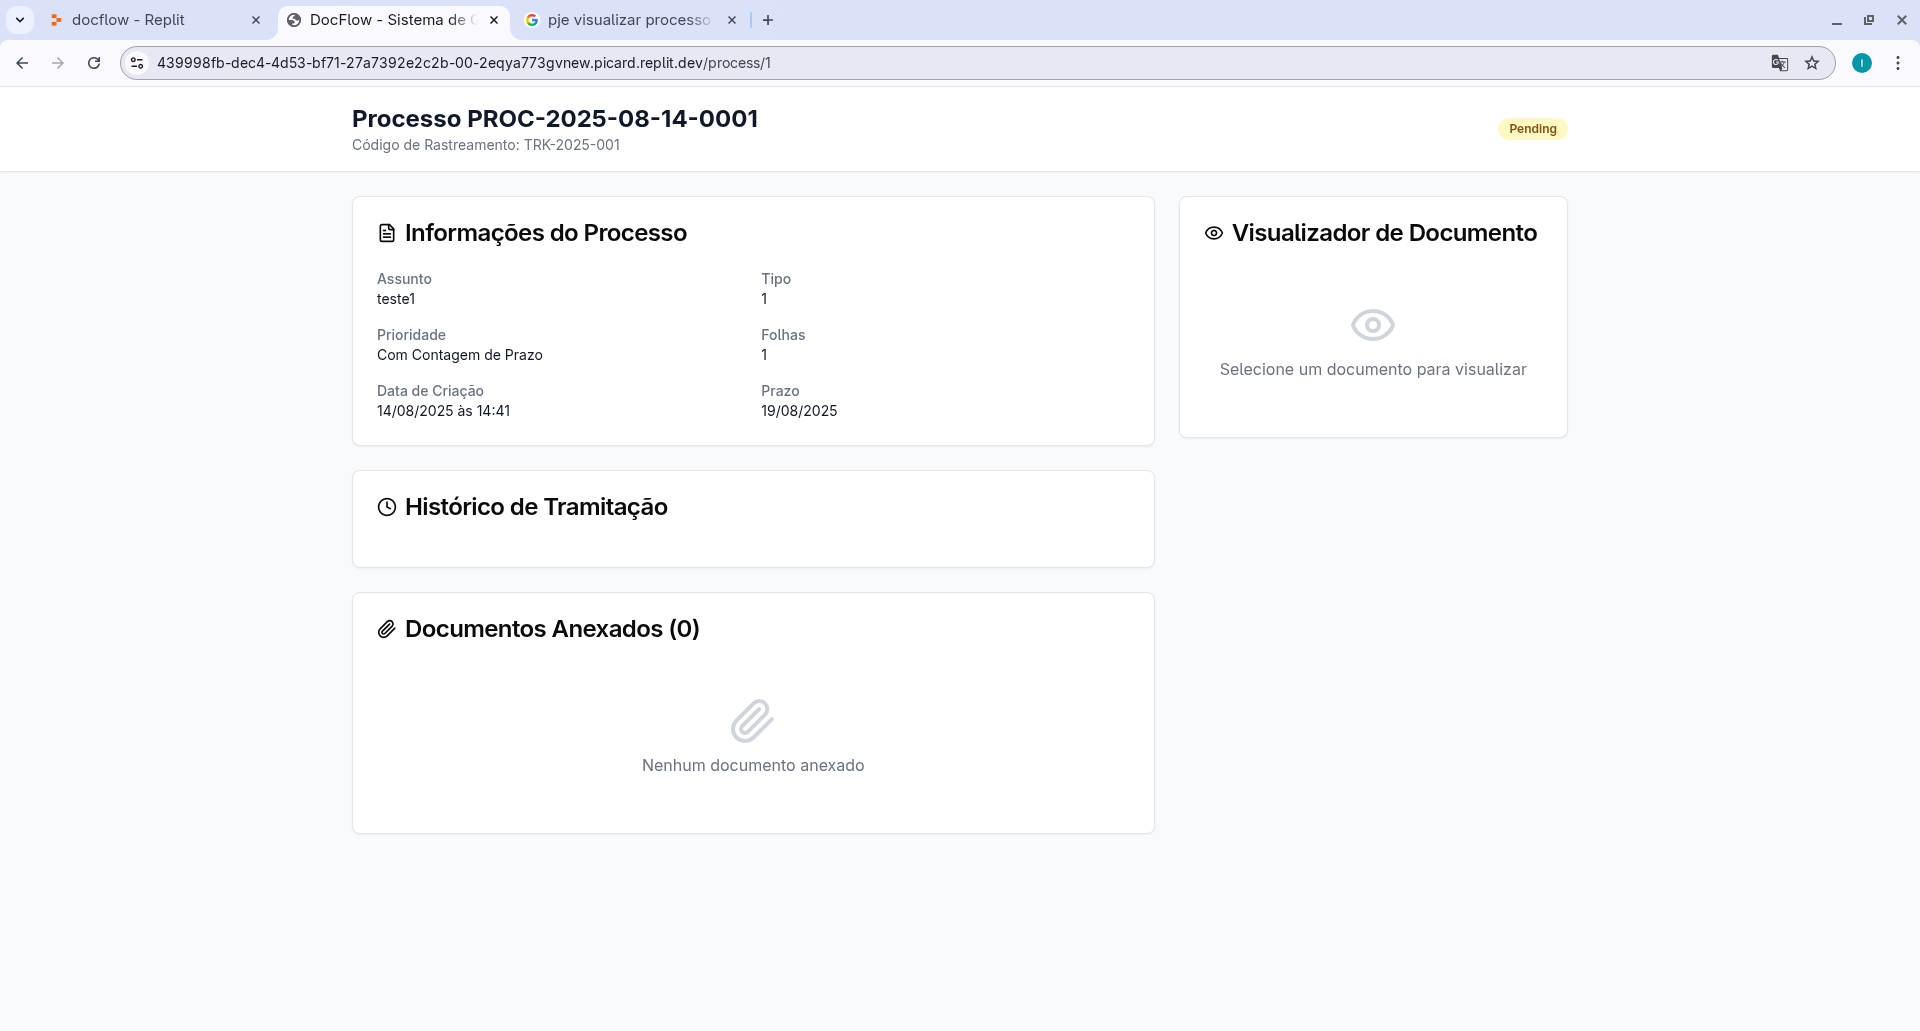 docflow - Replit
DocFlow - Sistema de
pje visualizar processo
439998fb-dec4-4d53-bf71-27a7392e2c2b-00-2eqya773gvnew.picard.replit.dev/process/1
I
Processo PROC-2025-08-14-0001
Código de Rastreamento: TRK-2025-001
Pending
Informações do Processo
Assunto
teste1
Tipo
1
Prioridade
Com Contagem de Prazo
Folhas
1
Data de Criação
14/08/2025 às 14:41
Prazo
19/08/2025
Visualizador de Documento
Selecione um documento para visualizar
Histórico de Tramitação
Documentos Anexados (0)
Nenhum documento anexado